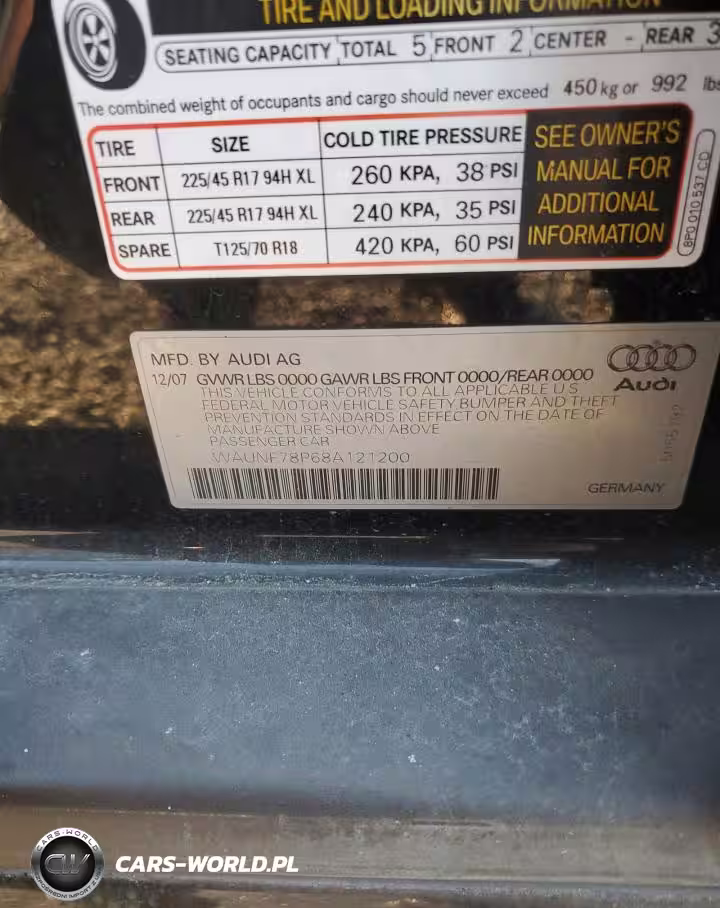 TIRE AND LOADING INFORMATION
SEATING CAPACITY TOTAL 5 FRONT 2 CENTER - REAR 3
The combined weight of occupants and cargo should never exceed 450 kg or 992 lbs
TIRE SIZE COLD TIRE PRESSURE
FRONT 225/45 R17 94H XL 260 KPA, 38 PSI
REAR 225/45 R17 94H XL 240 KPA, 35 PSI
SPARE T125/70 R18 420 KPA, 60 PSI
SEE OWNER'S
MANUAL FOR
ADDITIONAL
INFORMATION
8P0 010 537 CD
MFD. BY AUDI AG
12/07 GVWR LBS 0000 GAWR LBS FRONT 0000/REAR 0000
THIS VEHICLE CONFORMS TO ALL APPLICABLE U S
FEDERAL MOTOR VEHICLE SAFETY, BUMPER AND THEFT
PREVENTION STANDARDS IN EFFECT ON THE DATE OF
MANUFACTURE SHOWN ABOVE
PASSENGER CAR
WAUNF78P68A121200
Audi
GERMANY
CARS-WORLD
CW
CARS-WORLD.PL